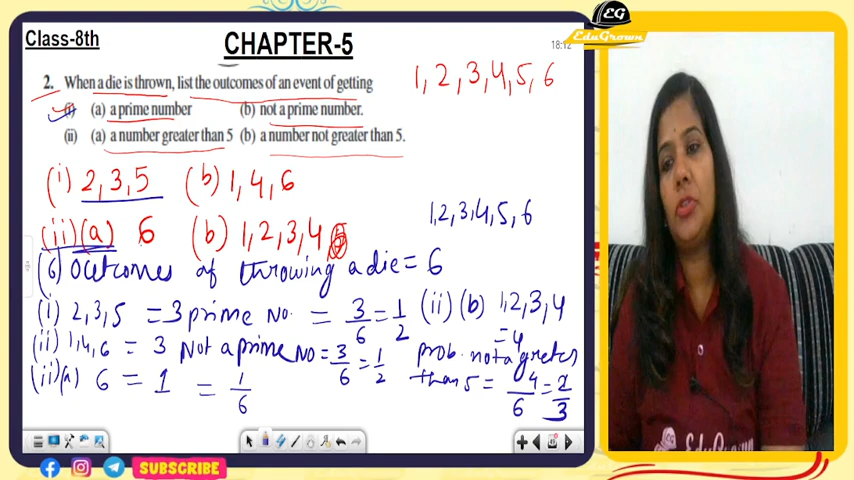 EG
EduGrown
Class-8th
CHAPTER-5
18:12
2. When a die is thrown, list the outcomes of an event of getting
(i) (a) a prime number (b) not a prime number.
(ii) (a) a number greater than 5 (b) a number not greater than 5.
1, 2, 3, 4, 5, 6
(i) 2, 3, 5 (b) 1, 4, 6
1, 2, 3, 4, 5, 6
(ii) (a) 6 (b) 1, 2, 3, 4
(6) Outcomes of throwing a die = 6
(i) 2, 3, 5 = 3 prime No. = 3/6 = 1/2
(ii) 1, 4, 6 = 3 Not a prime No = 3/6 = 1/2
(ii) (a) 6 = 1 = 1/6
(ii) (b) 1, 2, 3, 4
= 4
prob. not a greter
than 5 = 4/6 = 2/3
EduGrown
SUBSCRIBE